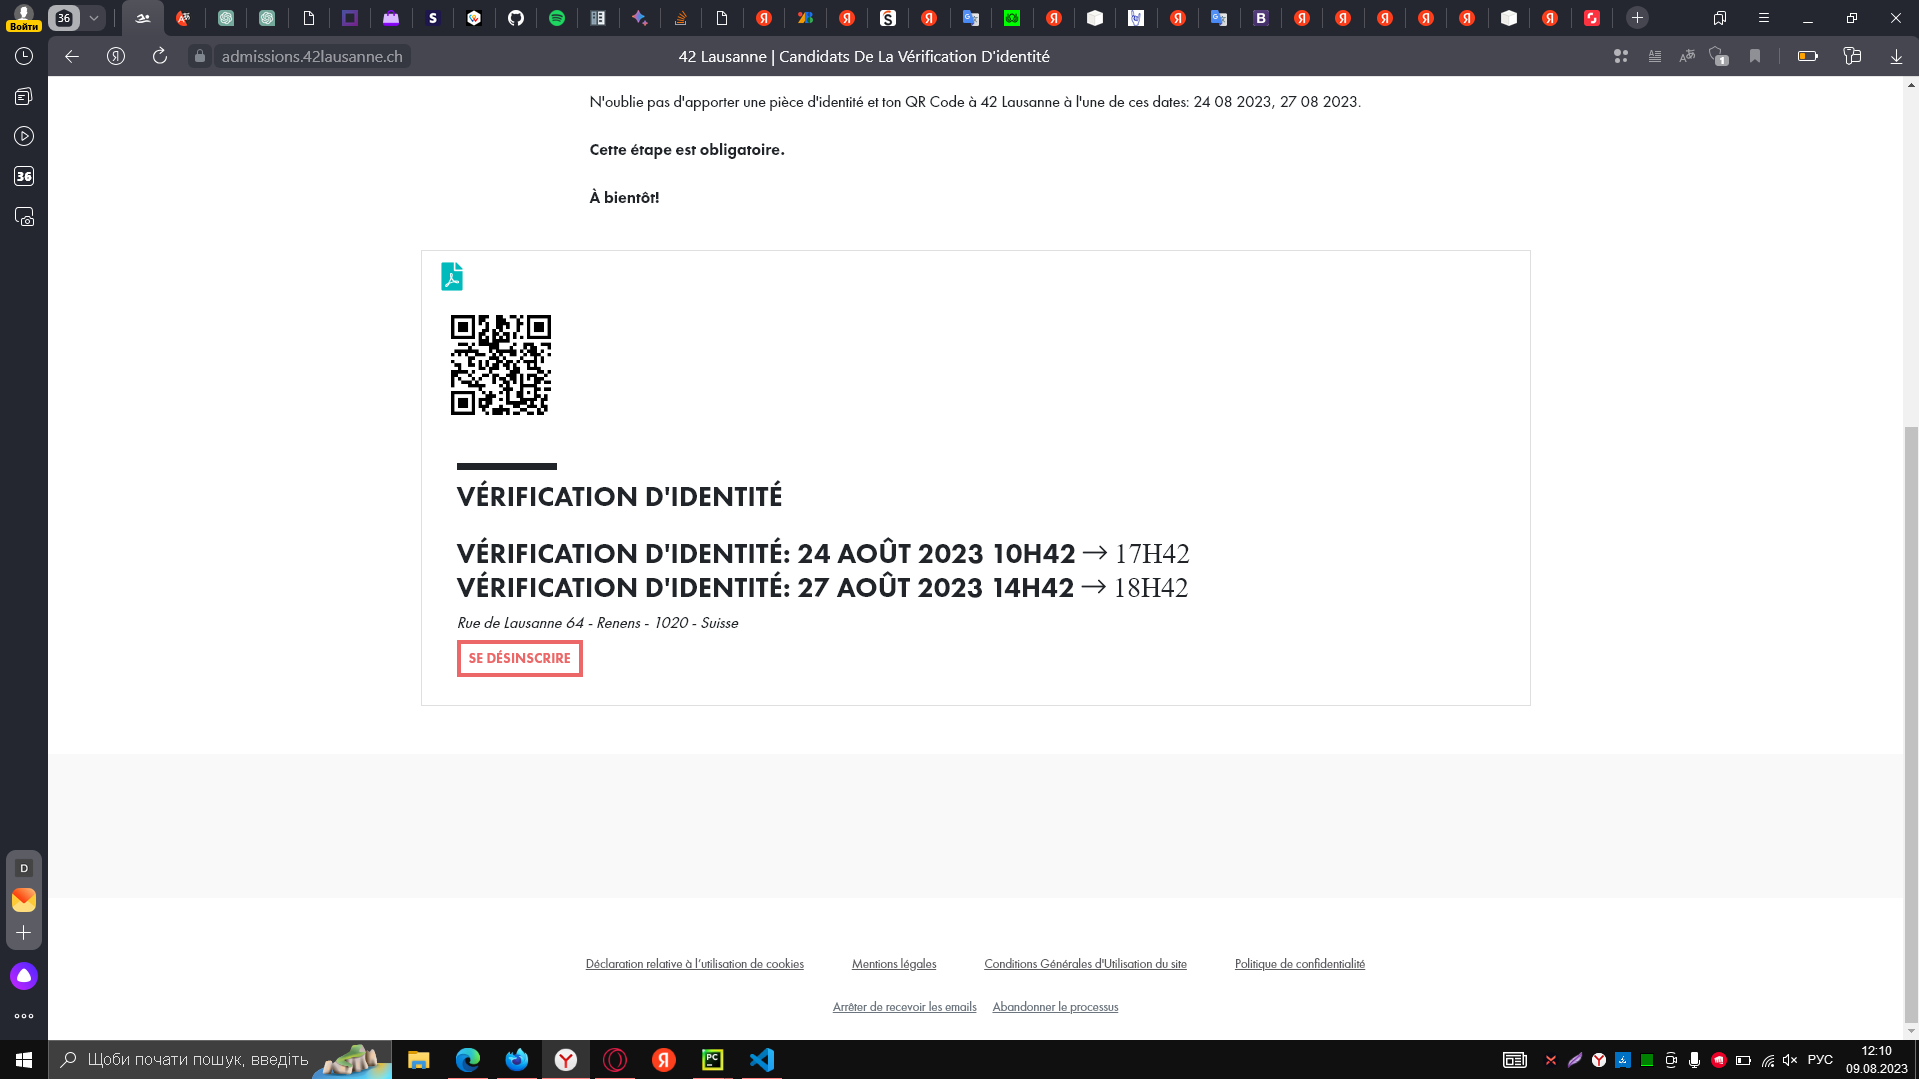 36
Войти
admissions.42lausanne.ch
42 Lausanne | Candidats De La Vérification D'identité
1
36
N'oublie pas d'apporter une pièce d'identité et ton QR Code à 42 Lausanne à l'une de ces dates: 24 08 2023, 27 08 2023.
Cette étape est obligatoire.
À bientôt!
VÉRIFICATION D'IDENTITÉ
VÉRIFICATION D'IDENTITÉ: 24 AOÛT 2023 10H42 → 17H42
VÉRIFICATION D'IDENTITÉ: 27 AOÛT 2023 14H42 → 18H42
Rue de Lausanne 64 - Renens - 1020 - Suisse
SE DÉSINSCRIRE
D
Déclaration relative à l'utilisation de cookies
Mentions légales
Conditions Générales d'Utilisation du site
Politique de confidentialité
Arrêter de recevoir les emails
Abandonner le processus
Щоби почати пошук, введіть
PC
РУС
12:10
09.08.2023